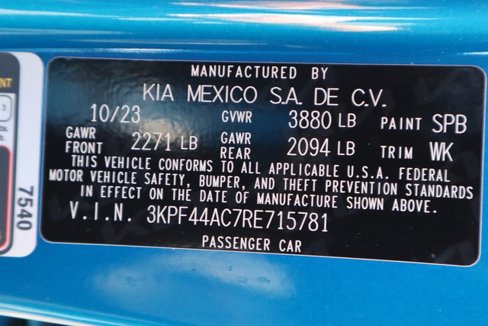 MANUFACTURED BY
KIA MEXICO S.A. DE C.V.
10/23 GVWR 3880 LB PAINT SPB
GAWR FRONT 2271 LB GAWR REAR 2094 LB TRIM WK
THIS VEHICLE CONFORMS TO ALL APPLICABLE U.S.A. FEDERAL
MOTOR VEHICLE SAFETY, BUMPER, AND THEFT PREVENTION STANDARDS
IN EFFECT ON THE DATE OF MANUFACTURE SHOWN ABOVE.
V.I.N. 3KPF44AC7RE715781
PASSENGER CAR
7540
3